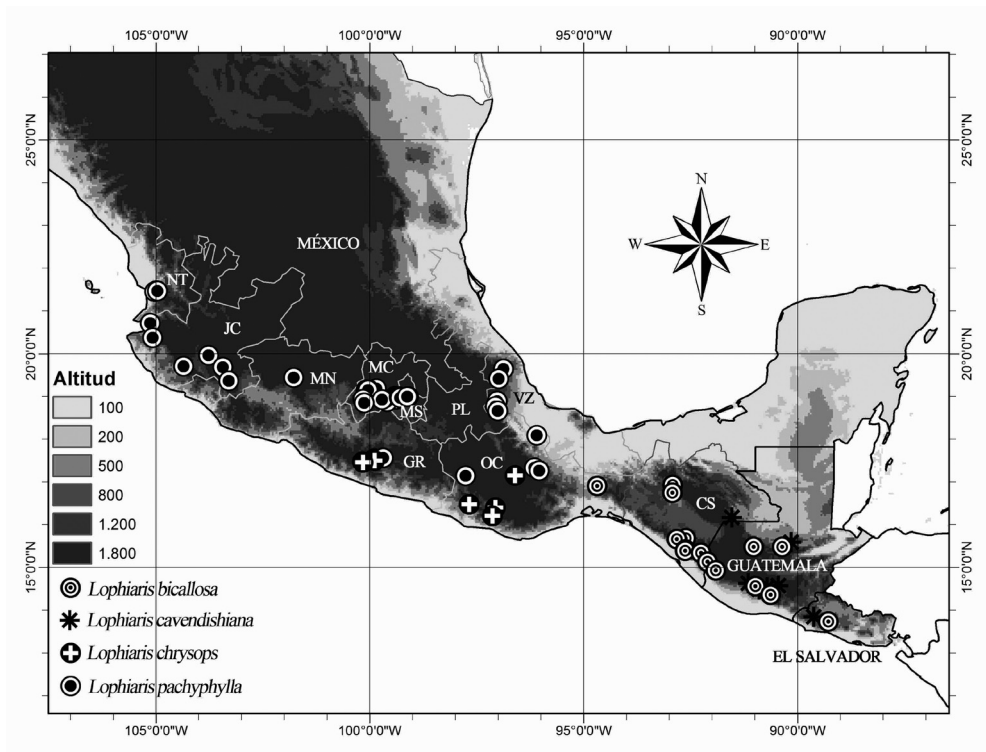 105°0'0"W 100°0'0"W 95°0'0"W 90°0'0"W
25°0'0"N 25°0'0"N
N
W E
S
MÉXICO
NT
JC
20°0'0"N 20°0'0"N
MN MC
MS PL VZ
GR OC
CS
GUATEMALA
EL SALVADOR
15°0'0"N 15°0'0"N
Altitud
100
200
500
800
1.200
1.800
Lophiaris bicallosa
Lophiaris cavendishiana
Lophiaris chrysops
Lophiaris pachyphylla
105°0'0"W 100°0'0"W 95°0'0"W 90°0'0"W